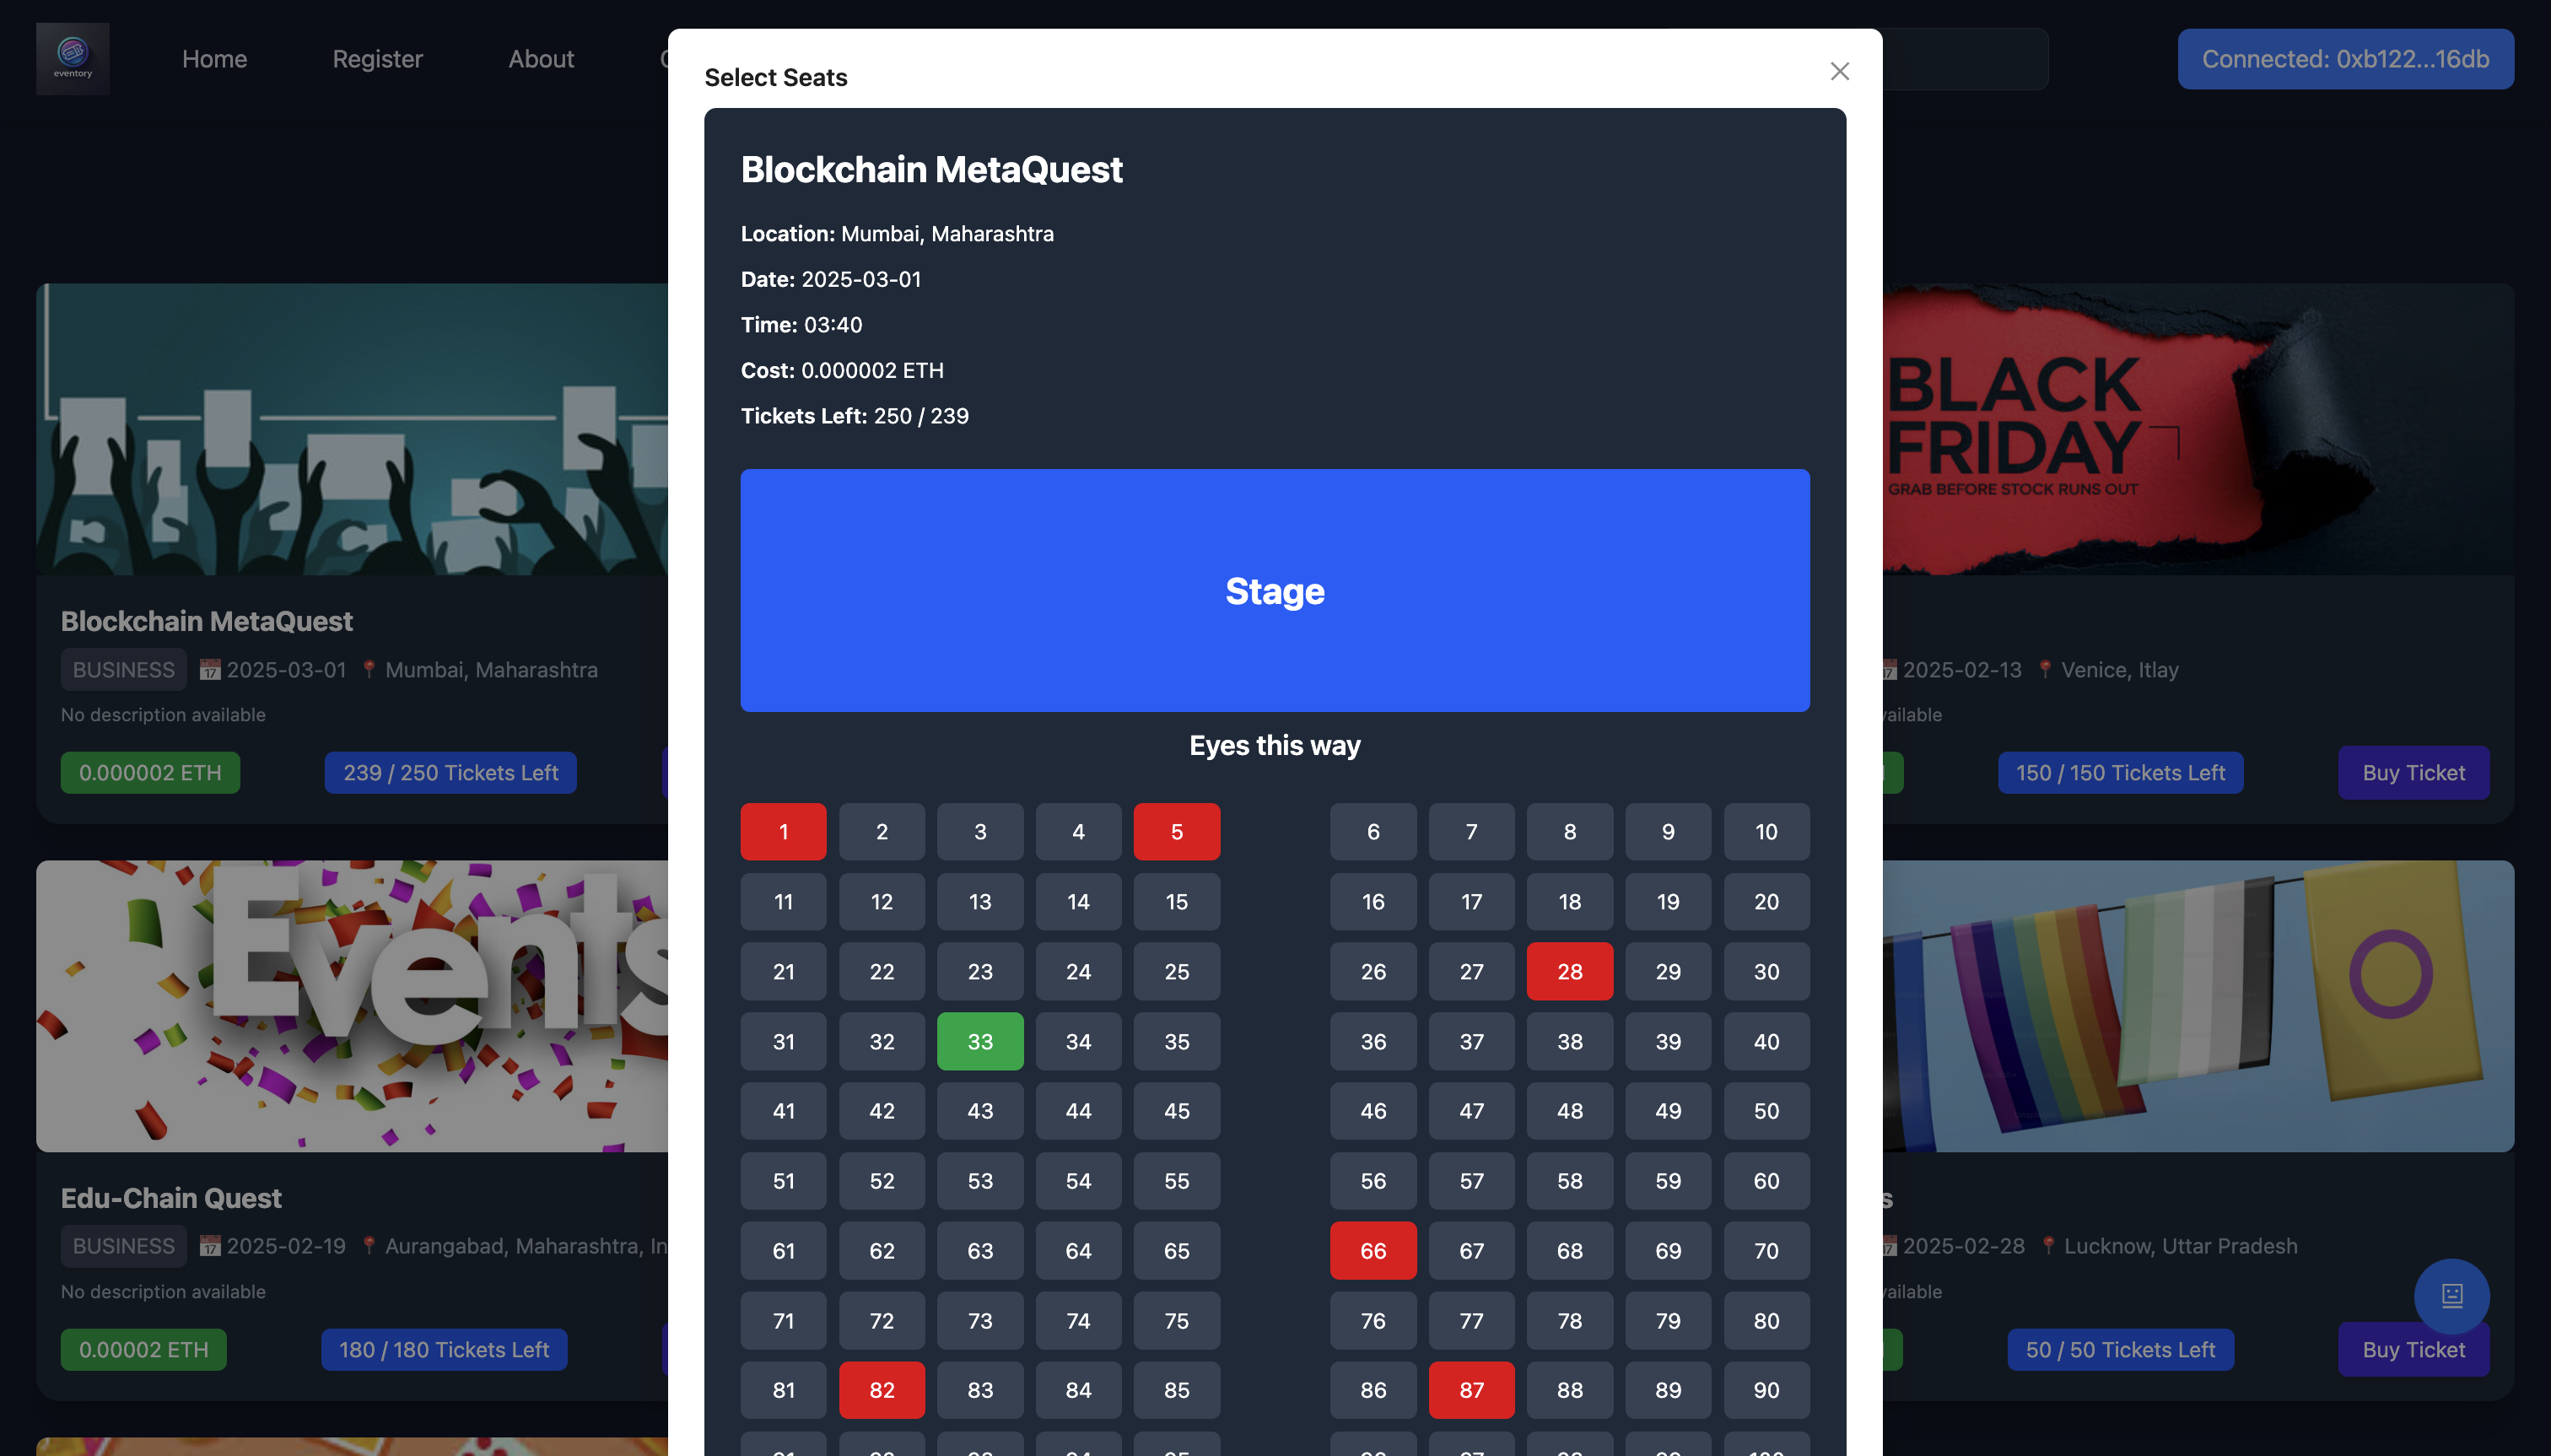 eventory
Home
Register
About
Connected: 0xb122...16db
Select Seats
Blockchain MetaQuest
Location: Mumbai, Maharashtra
Date: 2025-03-01
Time: 03:40
Cost: 0.000002 ETH
Tickets Left: 250 / 239
Stage
Eyes this way
1 2 3 4 5 6 7 8 9 10
11 12 13 14 15 16 17 18 19 20
21 22 23 24 25 26 27 28 29 30
31 32 33 34 35 36 37 38 39 40
41 42 43 44 45 46 47 48 49 50
51 52 53 54 55 56 57 58 59 60
61 62 63 64 65 66 67 68 69 70
71 72 73 74 75 76 77 78 79 80
81 82 83 84 85 86 87 88 89 90
Blockchain MetaQuest
BUSINESS 📅 2025-03-01 📍 Mumbai, Maharashtra
No description available
0.000002 ETH
239 / 250 Tickets Left
BLACK
FRIDAY
GRAB BEFORE STOCK RUNS OUT
2025-02-13 📍 Venice, Itlay
150 / 150 Tickets Left
Buy Ticket
Events
Edu-Chain Quest
BUSINESS 📅 2025-02-19 📍 Aurangabad, Maharashtra, In
No description available
0.00002 ETH
180 / 180 Tickets Left
2025-02-28 📍 Lucknow, Uttar Pradesh
50 / 50 Tickets Left
Buy Ticket